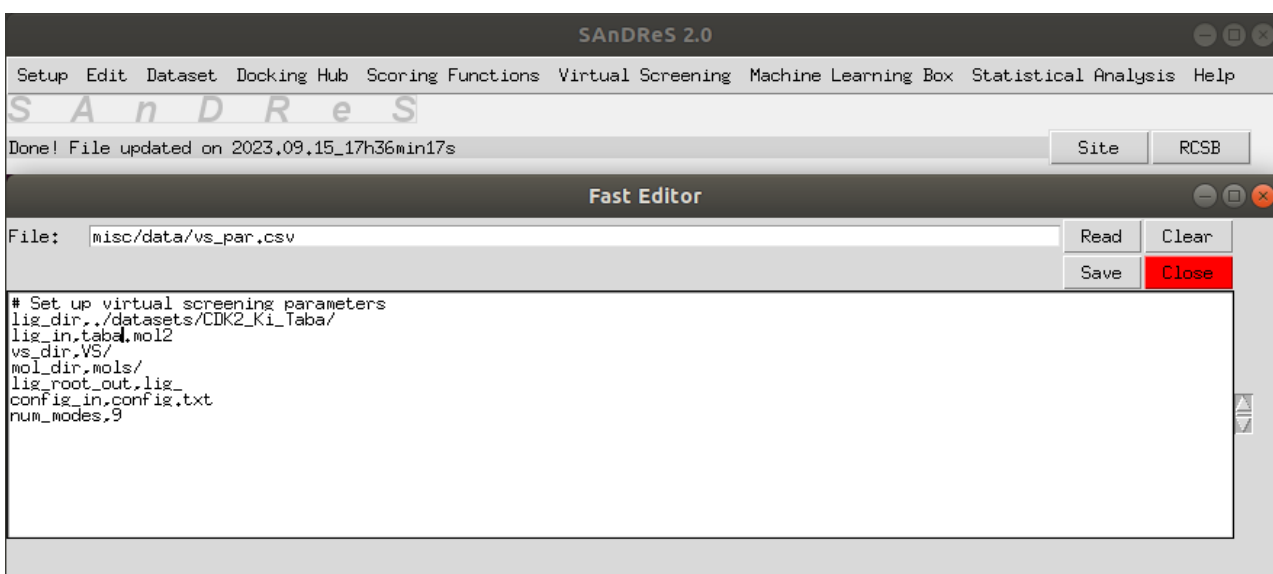 SAnDReS 2.0
Setup Edit Dataset Docking Hub Scoring Functions Virtual Screening Machine Learning Box Statistical Analysis Help
S A n D R e S
Done! File updated on 2023.09.15_17h36min17s Site RCSB
Fast Editor
File: misc/data/vs_par.csv Read Clear
Save Close
# Set up virtual screening parameters
lig_dir,./datasets/CDK2_Ki_Taba/
lig_in,taba.mol2
vs_dir,VS/
mol_dir,mols/
lig_root_out,lig_
config_in,config.txt
num_modes,9